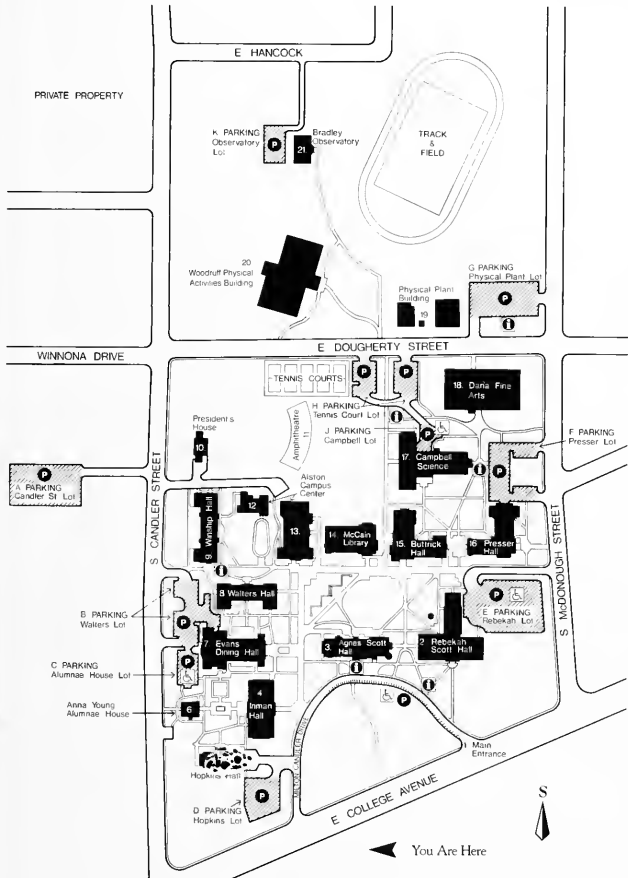 E HANCOCK
PRIVATE PROPERTY
K PARKING
Observatory
Lot
P
21
Bradley
Observatory
TRACK
&
FIELD
20
Woodruff Physical
Activities Building
G PARKING
Physical Plant Lot
P
i
Physical Plant
Building
19
E DOUGHERTY STREET
WINNONA DRIVE
TENNIS COURTS
P
P
H PARKING
Tennis Court Lot
i
J PARKING
Campbell Lot
P
18. Dana Fine
Arts
President's
House
10
Amphitheatre
11
F PARKING
Presser Lot
P
17
Campbell
Science
i
P
A PARKING
Candler St. Lot
S CANDLER STREET
Alston
Campus
Center
12
9. Winship Hall
13.
14. McCain
Library
15. Buttrick
Hall
16 Presser
Hall
S McDONOUGH STREET
i
8 Walters Hall
B PARKING
Walters Lot
P
P
E PARKING
Rebekah Lot
7 Evans
Dining Hall
3. Agnes Scott
Hall
2 Rebekah
Scott Hall
C PARKING
Alumnae House Lot
P
i
i
P
Anna Young
Alumnae House
6
4
Inman
Hall
Hopkins Hall
MILTON CANDLER DRIVE
Main
Entrance
D PARKING
Hopkins Lot
P
E COLLEGE AVENUE
S
You Are Here